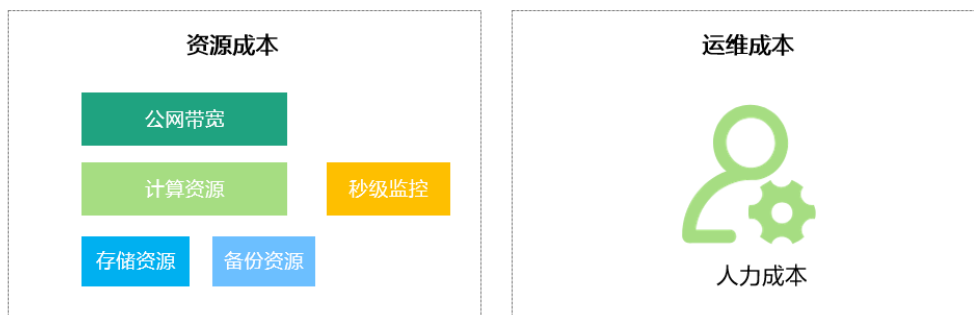 资源成本
公网带宽
计算资源
秒级监控
存储资源
备份资源
运维成本
人力成本